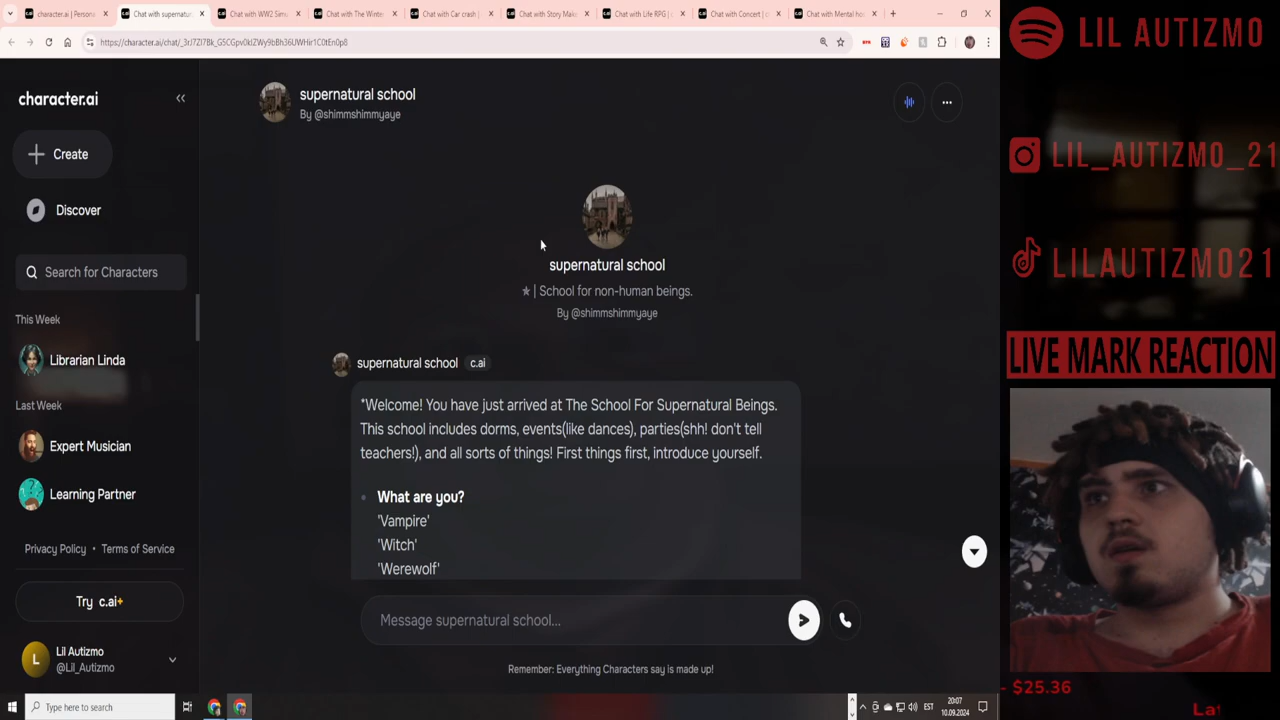 character.ai | Persona
Chat with supernatur
Chat with WW2 Simu
Chat with The Winte
Chat with Car crash |
Chat with Story Make
Chat with Life RPG | c
Chat with Concert | c
Chat with Mental ho
https://character.ai/chat/_3rJ7ZI7Bk_G5CGpv0kIZWy9bBh36UWHir1C0tEn0p8
character.ai
Create
Discover
Search for Characters
This Week
Librarian Linda
Last Week
Expert Musician
Learning Partner
Privacy Policy • Terms of Service
Try c.ai+
L
Lil Autizmo
@Lil_Autizmo
supernatural school
By @shimmshimmyaye
supernatural school
★ | School for non-human beings.
By @shimmshimmyaye
supernatural school c.ai
*Welcome! You have just arrived at The School For Supernatural Beings.
This school includes dorms, events(like dances), parties(shh! don't tell
teachers!), and all sorts of things! First things first, introduce yourself.
• What are you?
'Vampire'
'Witch'
'Werewolf'
Message supernatural school...
Remember: Everything Characters say is made up!
LIL AUTIZMO
LIL_AUTIZMO_21
LILAUTIZMO21
LIVE MARK REACTION
- $25.36
Type here to search
EST
20:07
10.09.2024